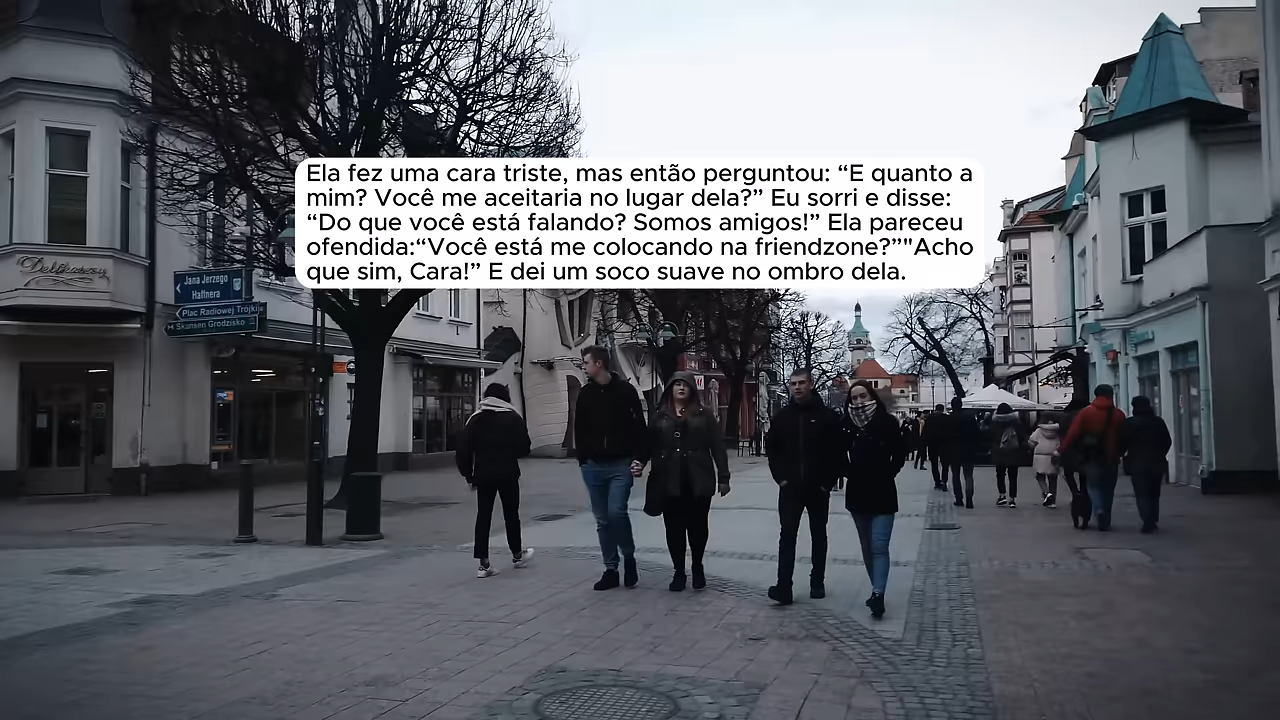 Ela fez uma cara triste, mas então perguntou: “E quanto a
mim? Você me aceitaria no lugar dela?” Eu sorri e disse:
“Do que você está falando? Somos amigos!” Ela pareceu
ofendida:“Você está me colocando na friendzone?”"Acho
que sim, Cara!” E dei um soco suave no ombro dela.
Delikatesy
Jana Jerzego
Haffnera
Plac Radiowej Trójki
Skansen Grodzisko